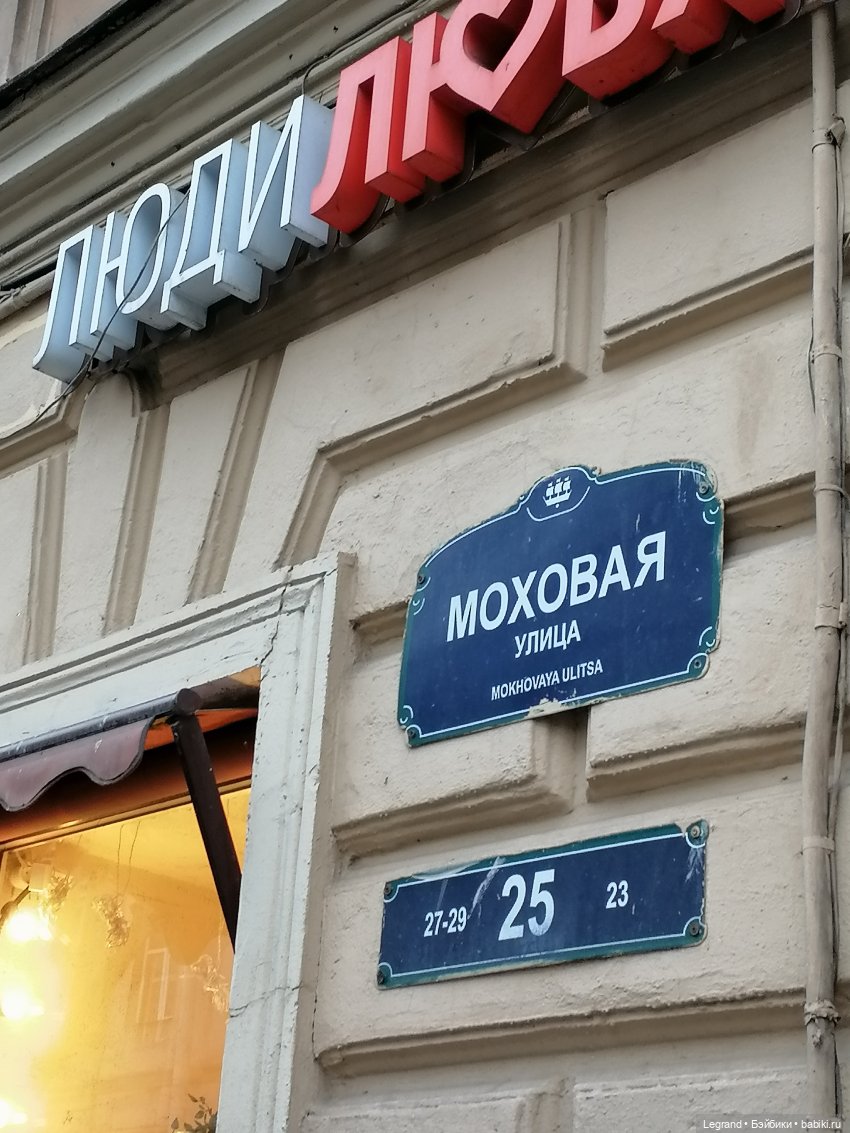 ЛЮДИ
МОХОВАЯ
УЛИЦА
MOKHOVAYA ULITSA
27-29 25 23
Legrand • Бэйбики • babiki.ru